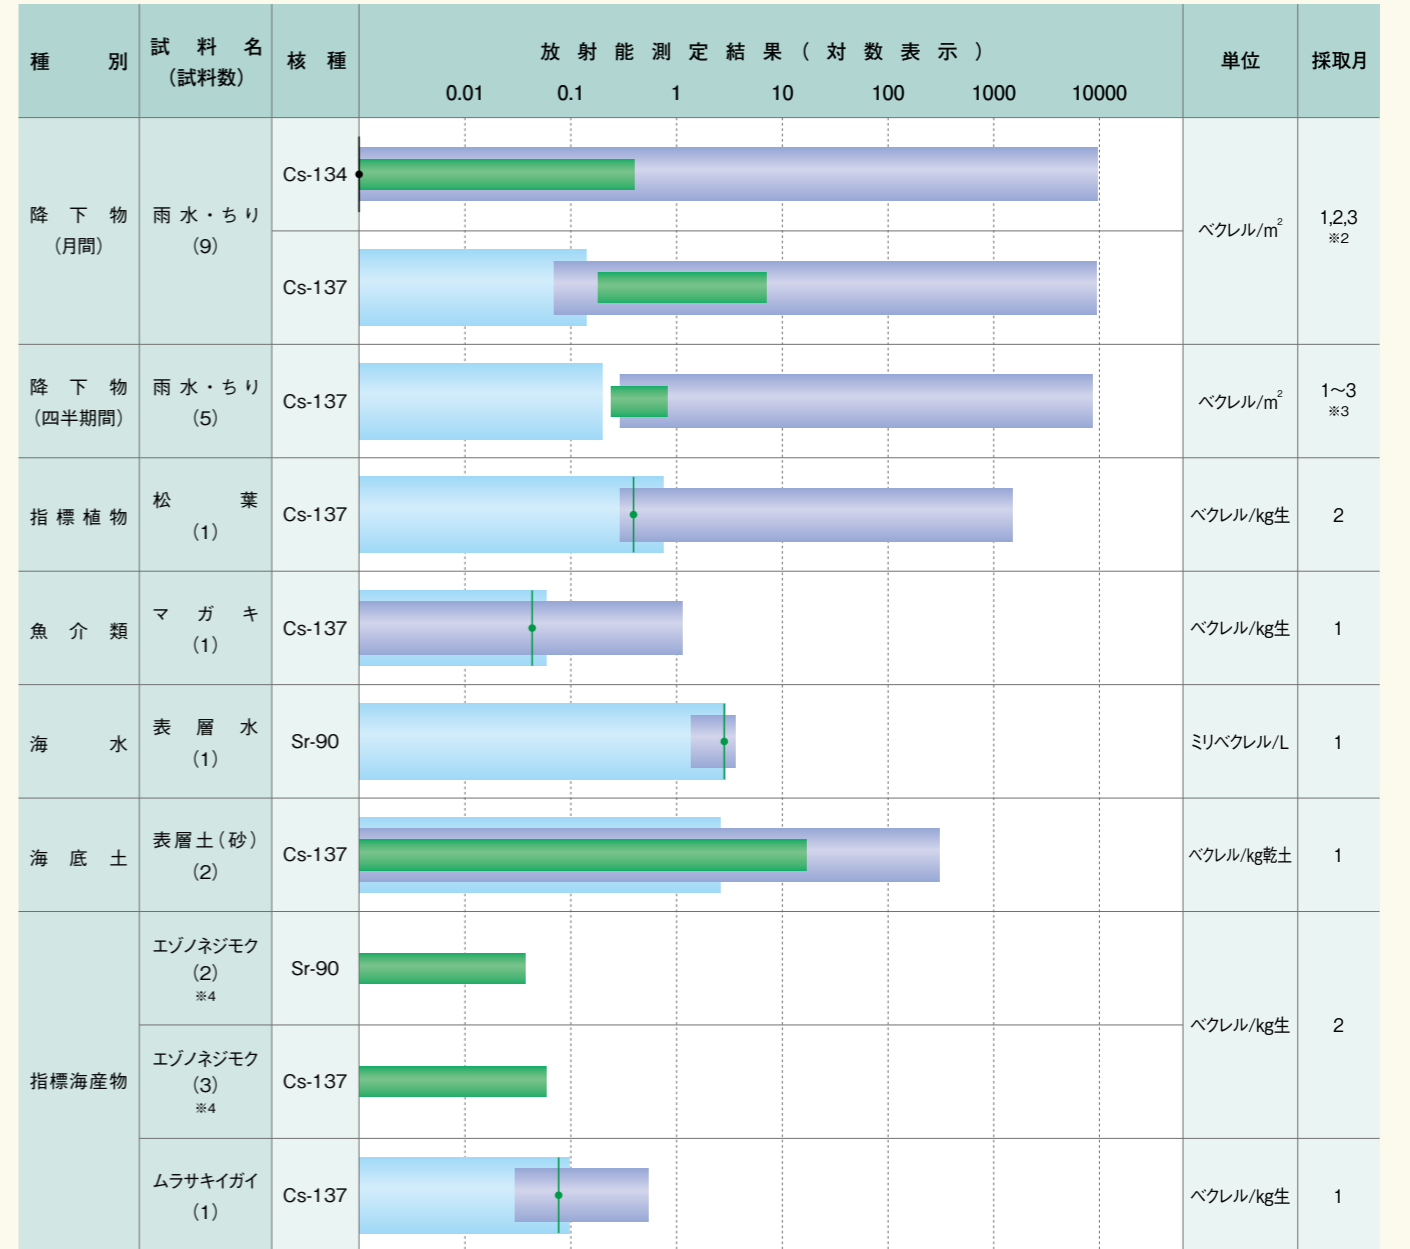 種別
試料名
（試料数）
核種
放射能測定結果（対数表示）
0.01 0.1 1 10 100 1000 10000
単位
採取月
降下物
（月間）
雨水・ちり
（9）
Cs-134
Cs-137
ベクレル/m²
1,2,3
※2
降下物
（四半期間）
雨水・ちり
（5）
Cs-137
ベクレル/m²
1〜3
※3
指標植物
松葉
（1）
Cs-137
ベクレル/kg生
2
魚介類
マガキ
（1）
Cs-137
ベクレル/kg生
1
海水
表層水
（1）
Sr-90
ミリベクレル/L
1
海底土
表層土（砂）
（2）
Cs-137
ベクレル/kg乾土
1
指標海産物
エゾノネジモク
（2）
※4
Sr-90
ベクレル/kg生
2
エゾノネジモク
（3）
※4
Cs-137
ムラサキイガイ
（1）
Cs-137
ベクレル/kg生
1